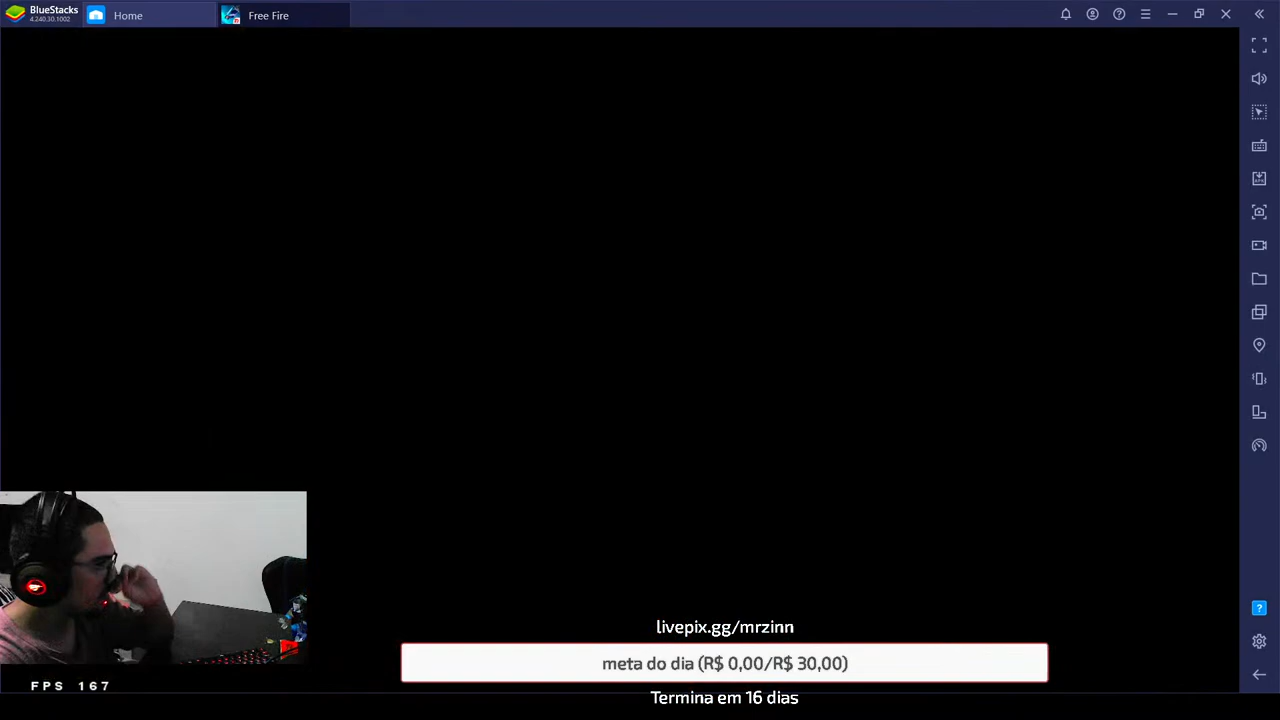 BlueStacks
4.240.30.1002
Home
Free Fire
livepix.gg/mrzinn
meta do dia (R$ 0,00/R$ 30,00)
Termina em 16 dias
FPS 167